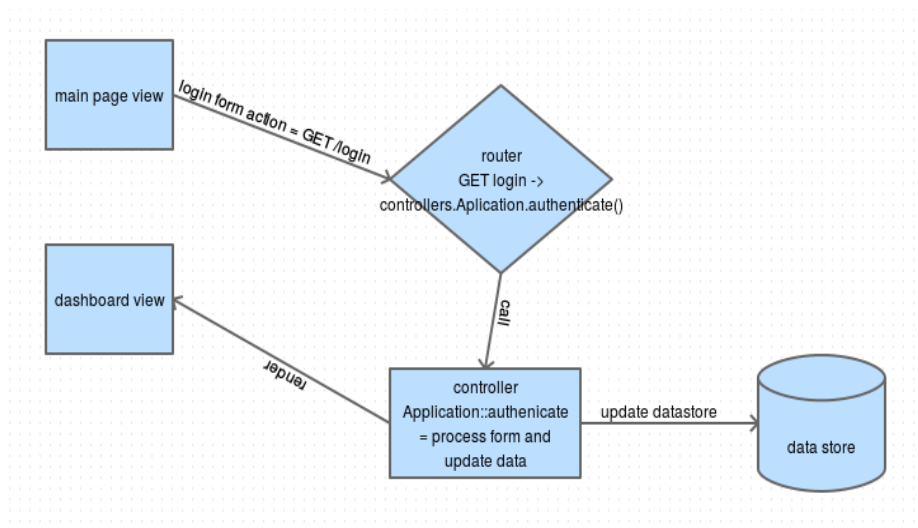 main page view
login form action = GET /login
router
GET login ->
controllers.Aplication.authenticate()
call
dashboard view
render
controller
Application::authenicate
= process form and
update data
update datastore
data store